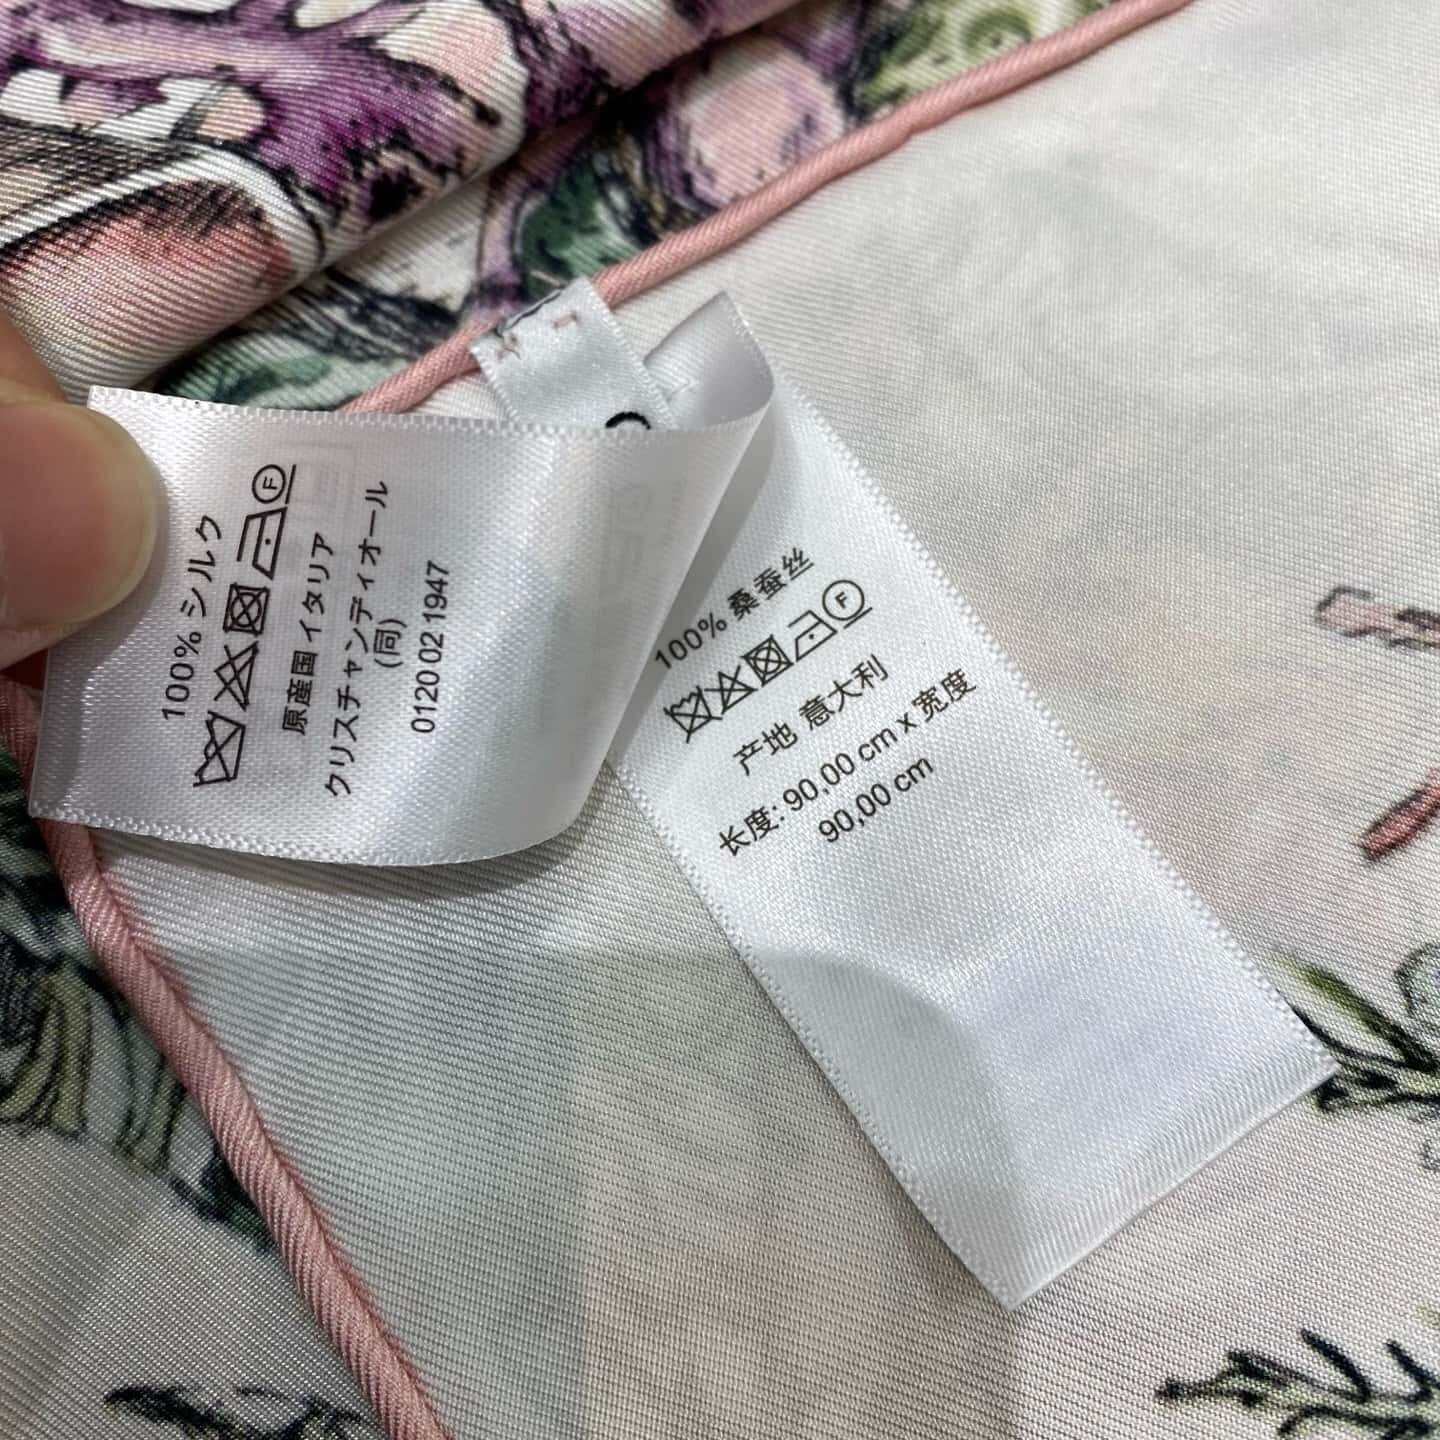 100% シルク
原産国 イタリア
クリスチャンディオール
(同)
0120 02 1947
100% 桑蚕丝
F
产地 意大利
长度: 90,00 cm x 宽度
90,00 cm